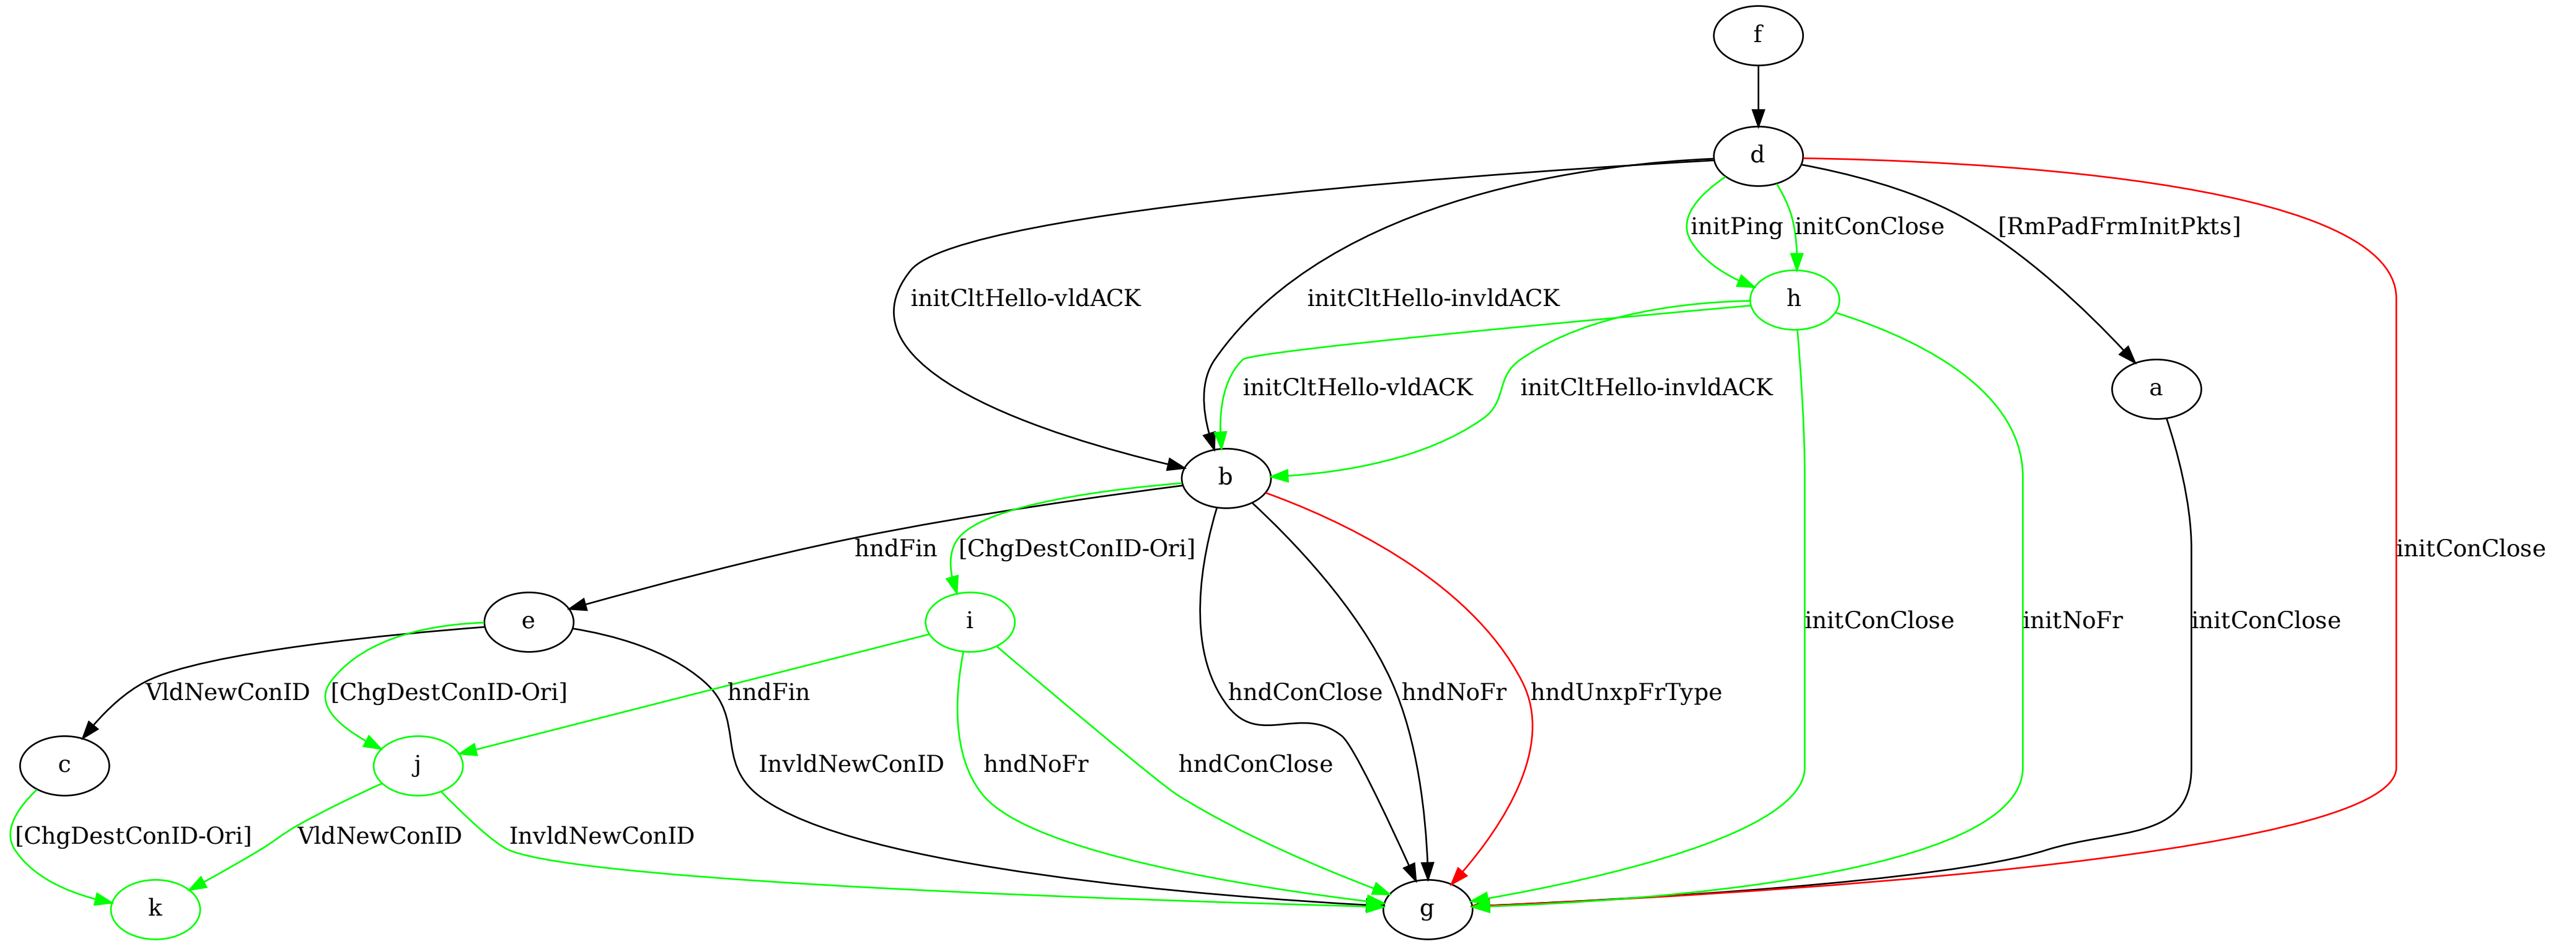 f
d
initPing
initConClose
[RmPadFrmInitPkts]
initCltHello-vldACK
initCltHello-invldACK
h
initCltHello-vldACK
initCltHello-invldACK
a
b
hndFin
[ChgDestConID-Ori]
initConClose
e
i
initConClose
initNoFr
initConClose
VldNewConID
[ChgDestConID-Ori]
hndFin
hndConClose
hndNoFr
hndUnxpFrType
c
j
InvldNewConID
hndNoFr
hndConClose
[ChgDestConID-Ori]
VldNewConID
InvldNewConID
k
g